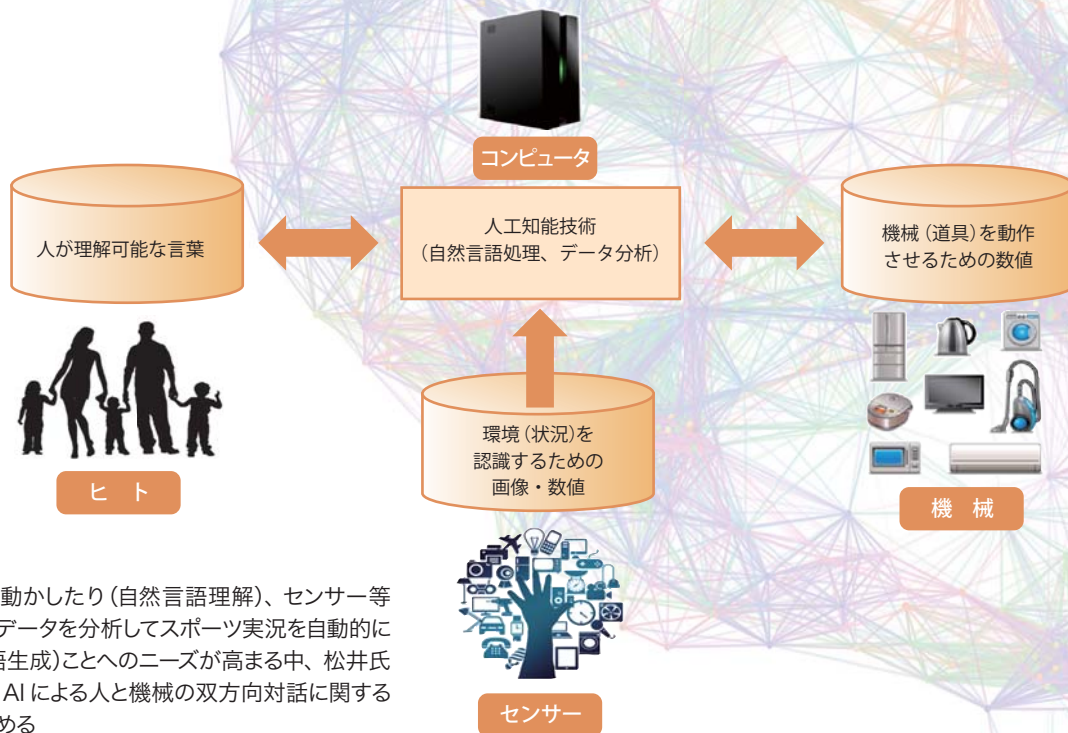 コンピュータ
人が理解可能な言葉
人工知能技術
(自然言語処理、データ分析)
機械(道具)を動作
させるための数値
環境(状況)を
認識するための
画像・数値
ヒト
機械
センサー
動かしたり(自然言語理解)、センサー等
データを分析してスポーツ実況を自動的に
語生成)ことへのニーズが高まる中、松井氏
AIによる人と機械の双方向対話に関する
める